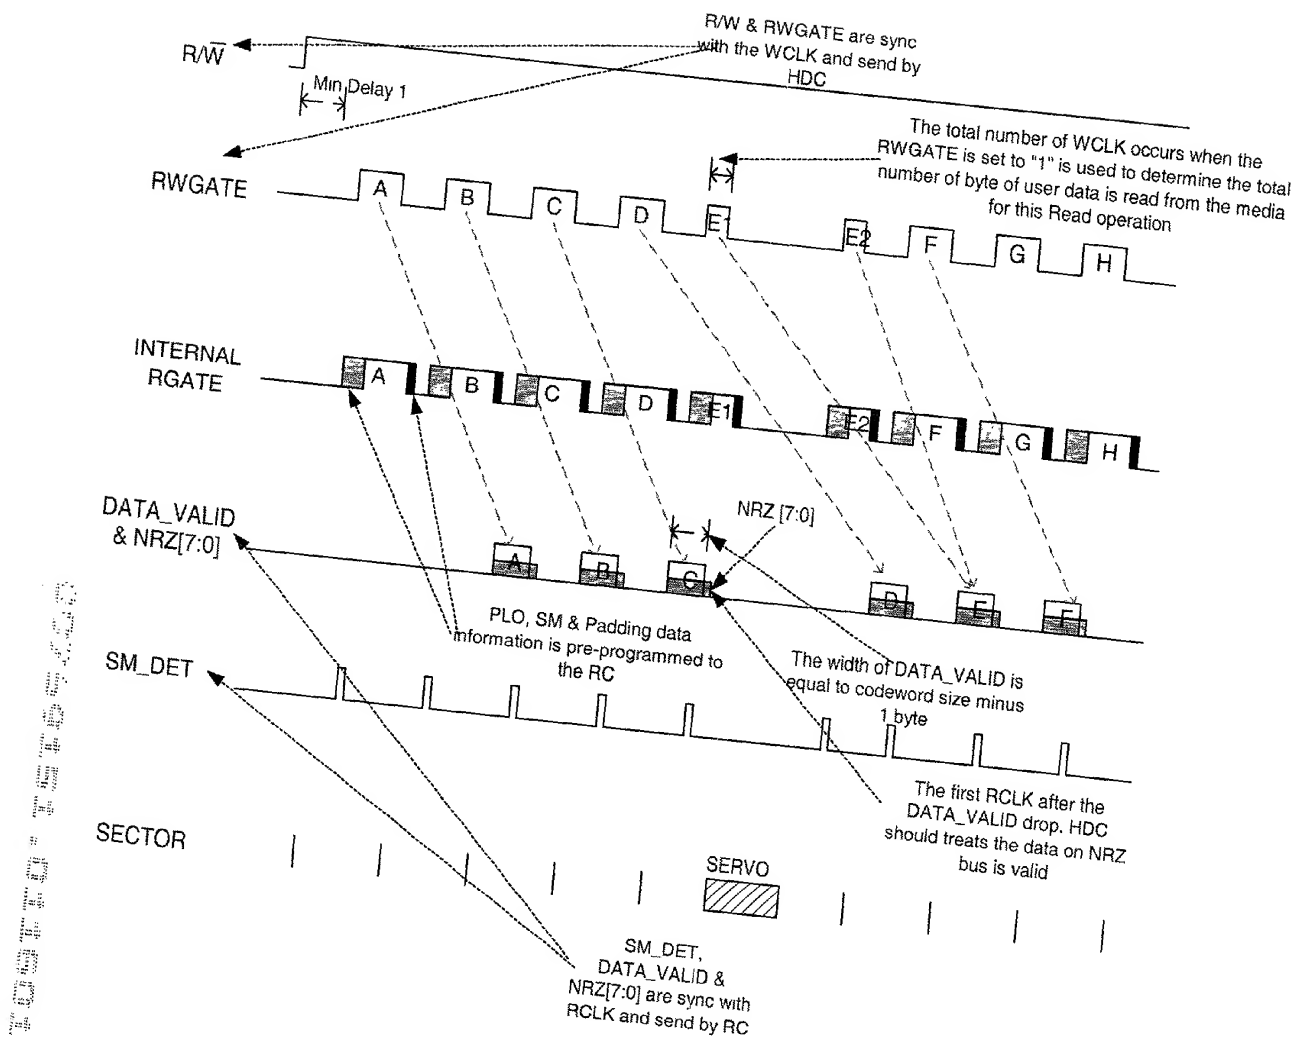 R/W & RWGATE are sync
with the WCLK and send by
HDC
R/W
Min Delay 1
The total number of WCLK occurs when the
RWGATE is set to "1" is used to determine the total
number of byte of user data is read from the media
for this Read operation
RWGATE
A
B
C
D
E1
E2
F
G
H
INTERNAL
RGATE
A
B
C
D
E1
E2
F
G
H
DATA_VALID
& NRZ[7:0]
NRZ [7:0]
A
B
C
D
E
F
PLO, SM & Padding data
information is pre-programmed to
the RC
The width of DATA_VALID is
equal to codeword size minus
1 byte
SM_DET
The first RCLK after the
DATA_VALID drop. HDC
should treats the data on NRZ
bus is valid
SECTOR
SERVO
SM_DET,
DATA_VALID &
NRZ[7:0] are sync with
RCLK and send by RC